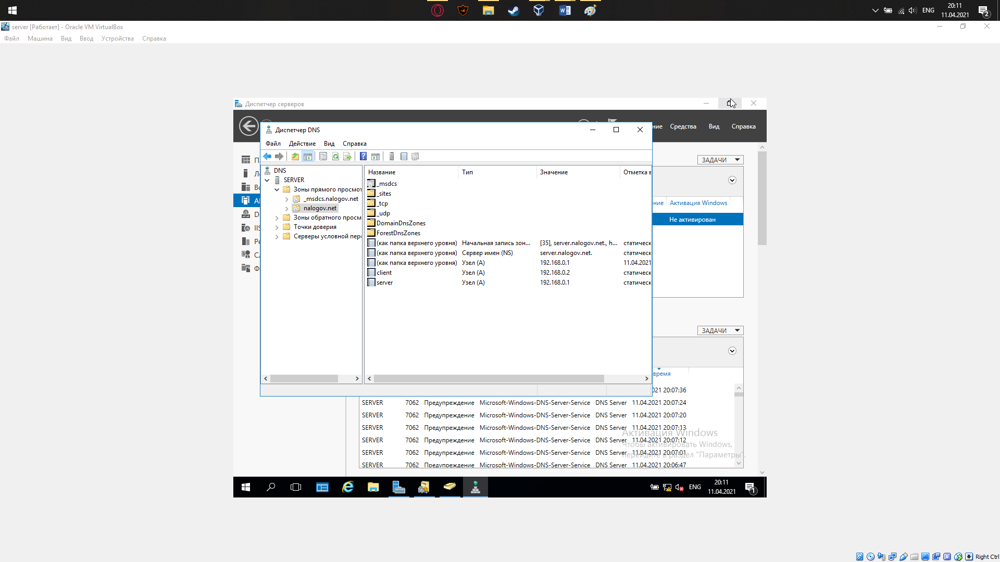 ENG
20:11
11.04.2021
2
server [Работает] - Oracle VM VirtualBox
Файл Машина Вид Ввод Устройства Справка
Диспетчер серверов
Средства Вид Справка
Диспетчер DNS
Файл Действие Вид Справка
DNS
SERVER
Зоны прямого просмот
_msdcs.nalogov.net
nalogov.net
Зоны обратного просм
Точки доверия
Серверы условной пер
Название Тип Значение Отметка в
_msdcs
_sites
_tcp
_udp
DomainDnsZones
ForestDnsZones
(как папка верхнего уровня) Начальная запись зон... [35], server.nalogov.net., h... статическ
(как папка верхнего уровня) Сервер имен (NS) server.nalogov.net. статическ
(как папка верхнего уровня) Узел (A) 192.168.0.1 11.04.2021
client Узел (A) 192.168.0.2 статическ
server Узел (A) 192.168.0.1 статическ
ЗАДАЧИ
ние Активация Windows
Не активирован
ЗАДАЧИ
время
021 20:07:36
SERVER 7062 Предупреждение Microsoft-Windows-DNS-Server-Service DNS Server 11.04.2021 20:07:24
SERVER 7062 Предупреждение Microsoft-Windows-DNS-Server-Service DNS Server 11.04.2021 20:07:20
SERVER 7062 Предупреждение Microsoft-Windows-DNS-Server-Service DNS Server 11.04.2021 20:07:13
SERVER 7062 Предупреждение Microsoft-Windows-DNS-Server-Service DNS Server 11.04.2021 20:07:12
SERVER 7062 Предупреждение Microsoft-Windows-DNS-Server-Service DNS Server 11.04.2021 20:07:01
SERVER 7062 Предупреждение Microsoft-Windows-DNS-Server-Service DNS Server 11.04.2021 20:06:47
Активация Windows
Чтобы активировать Windows,
перейдите в раздел "Параметры".
ENG
20:11
11.04.2021
1
Right Ctrl